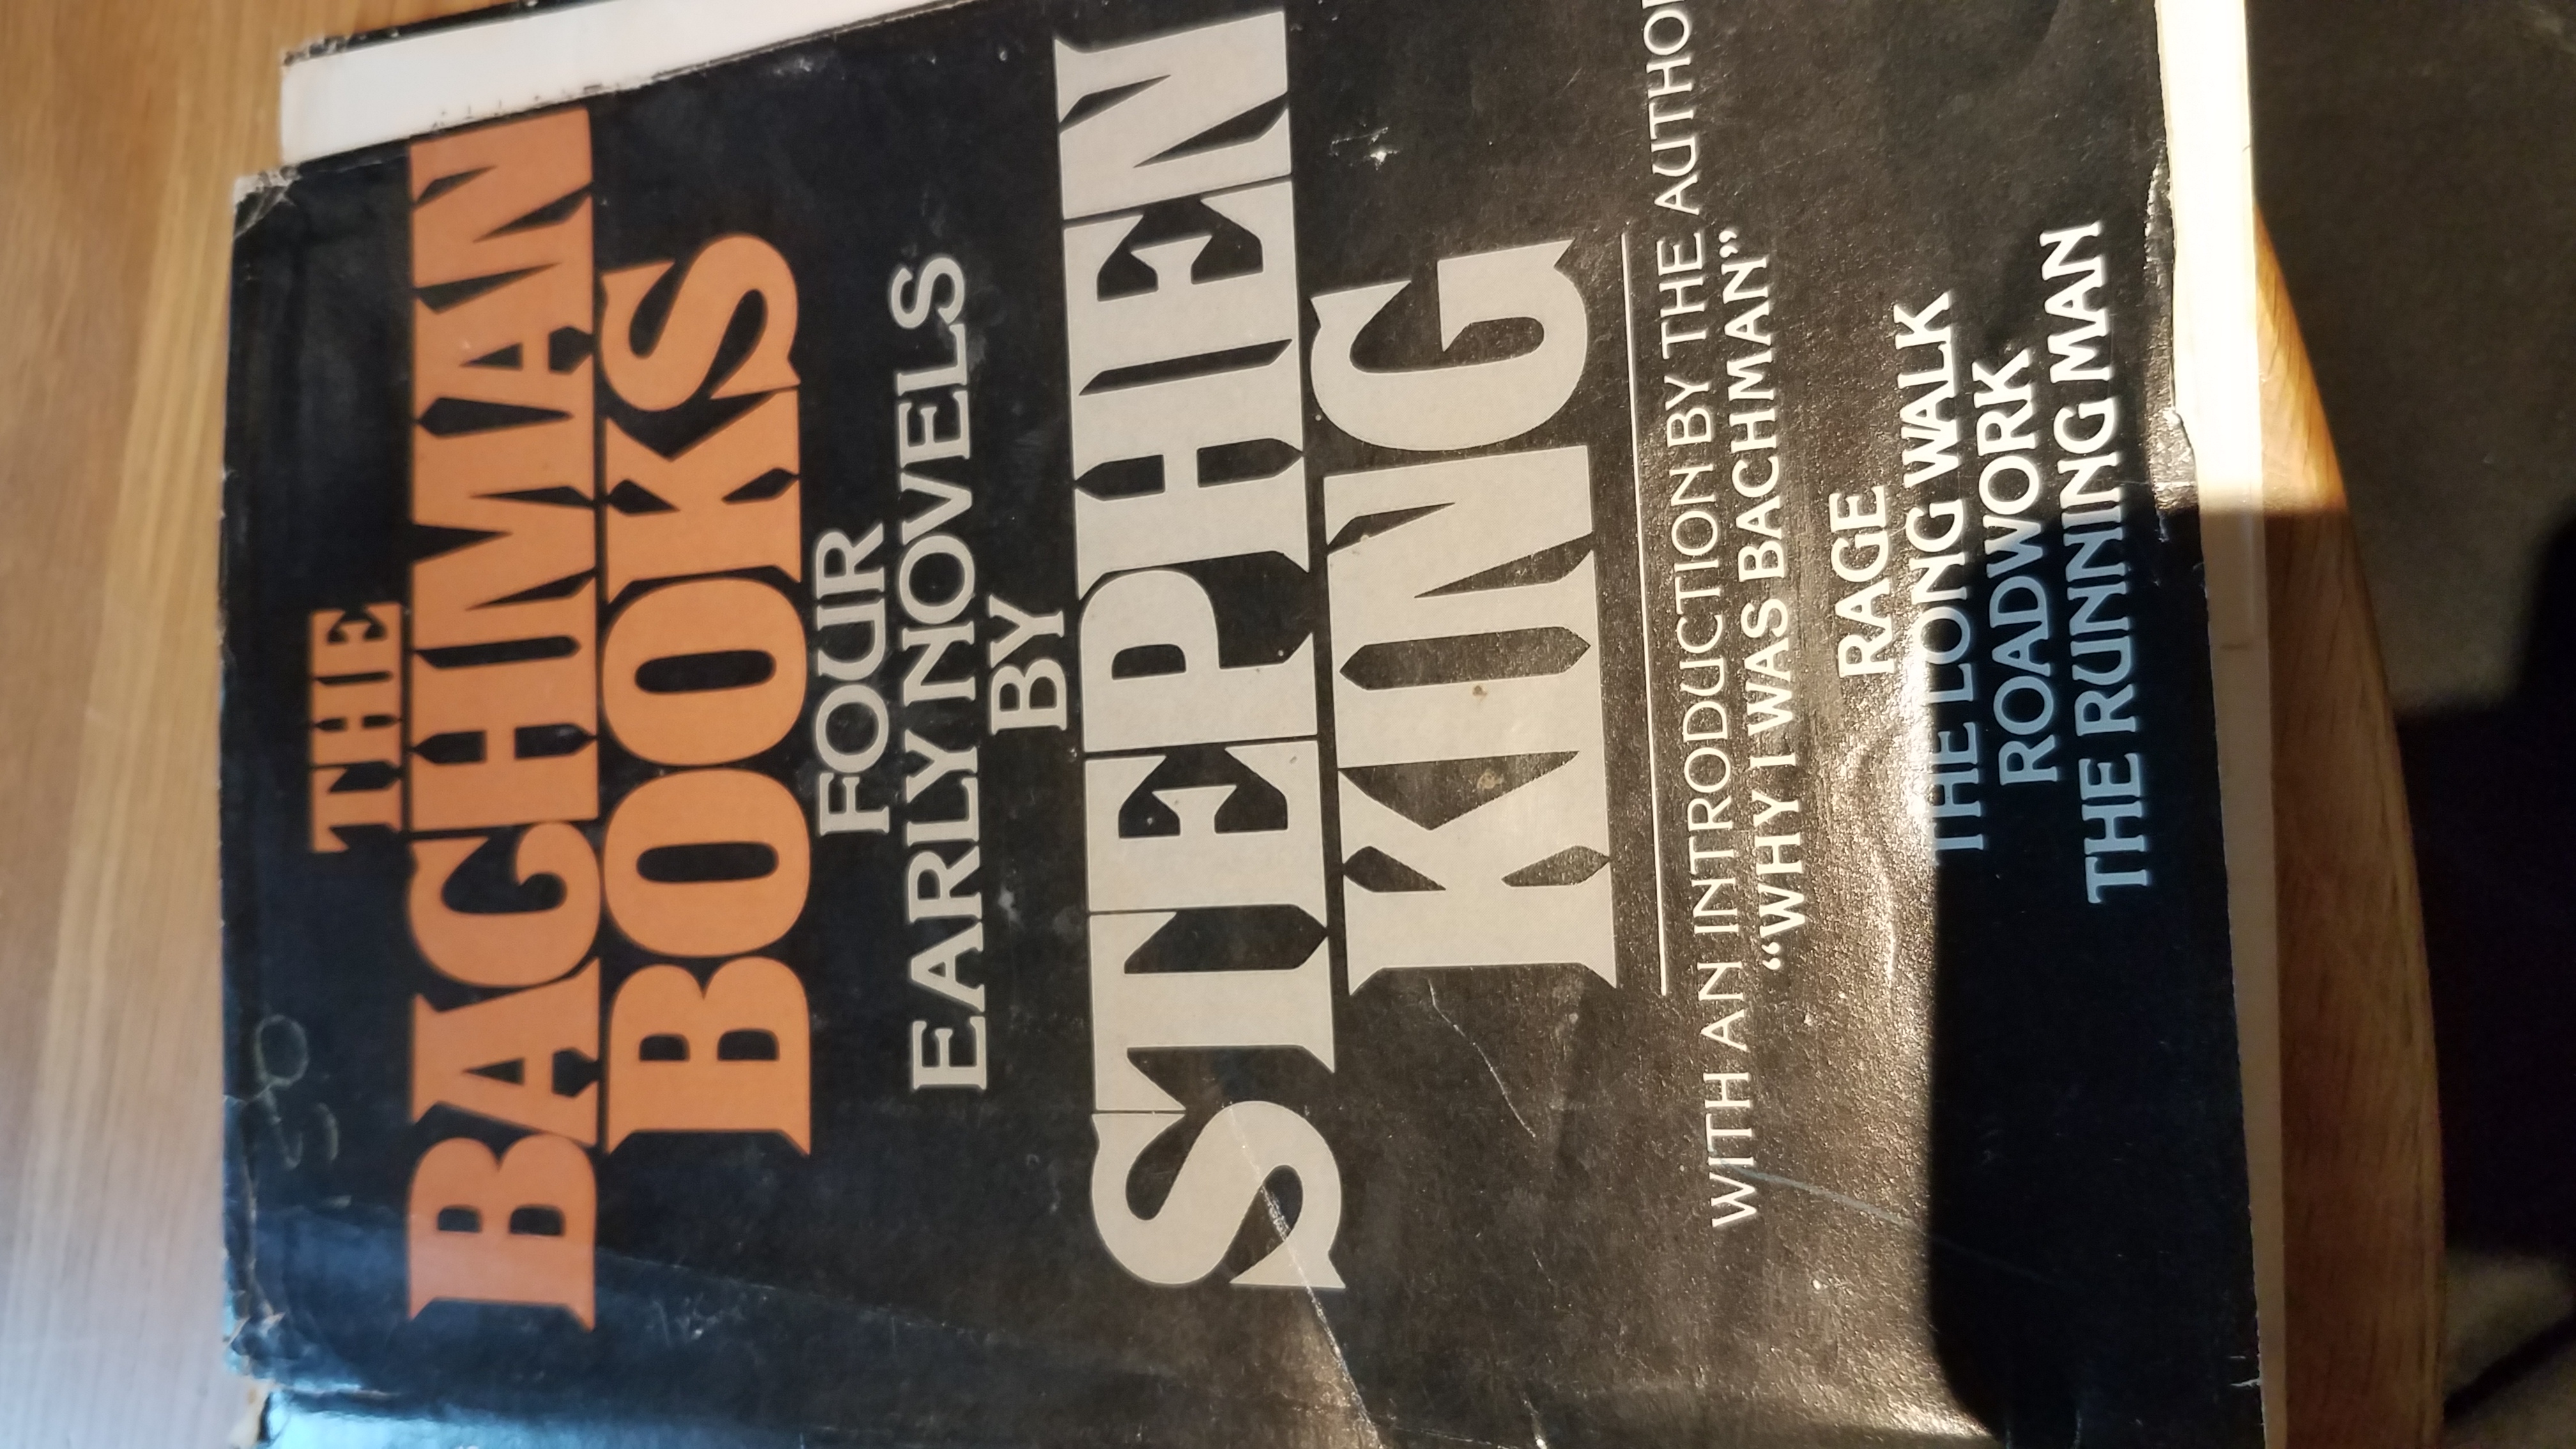 THE
BACHMAN
BOOKS
FOUR
EARLY NOVELS
BY
STEPHEN
KING
WITH AN INTRODUCTION BY THE AUTHOR
"WHY I WAS BACHMAN"
RAGE
THE LONG WALK
ROADWORK
THE RUNNING MAN